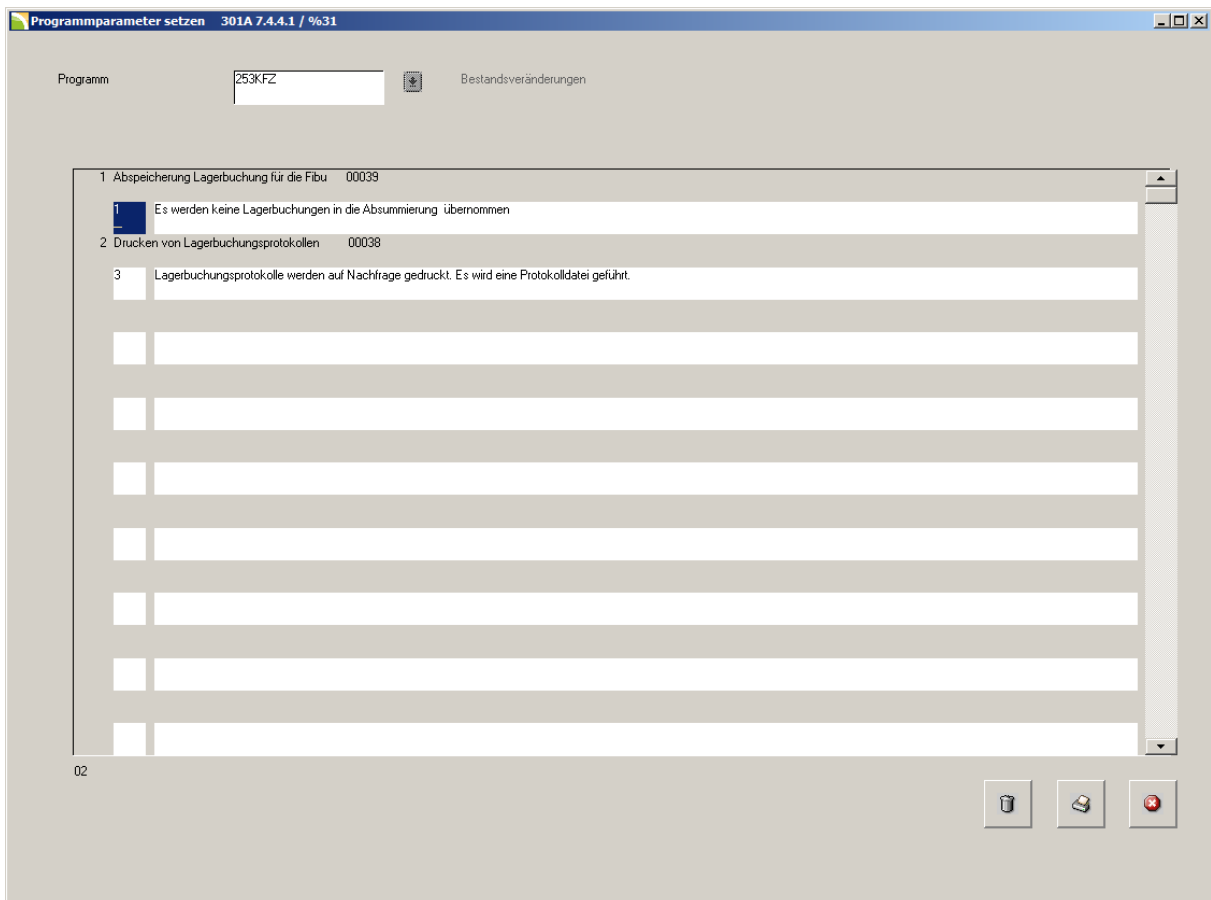 Programmparameter setzen 301A 7.4.4.1 / %31
Programm 253KFZ Bestandsveränderungen
1 Abspeicherung Lagerbuchung für die Fibu 00039
1 Es werden keine Lagerbuchungen in die Absummierung übernommen
2 Drucken von Lagerbuchungsprotokollen 00038
3 Lagerbuchungsprotokolle werden auf Nachfrage gedruckt. Es wird eine Protokolldatei geführt.
02